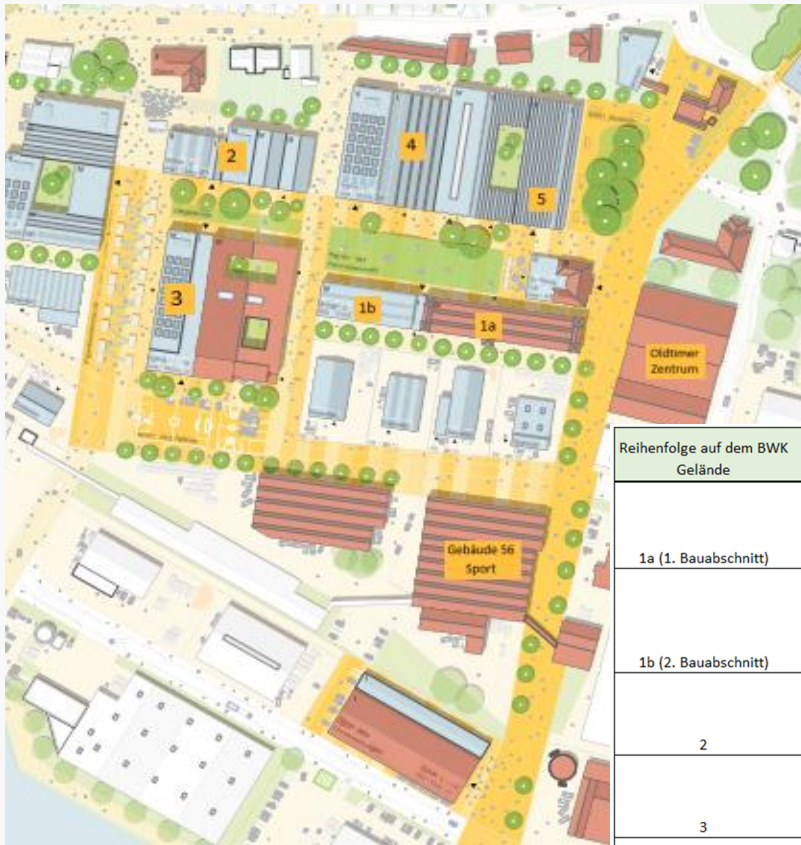 2
4
5
3
1b
1a
Oldtimer
Zentrum
Gebäude 56
Sport
Reihenfolge auf dem BWK
Gelände
1a (1. Bauabschnitt)
1b (2. Bauabschnitt)
2
3